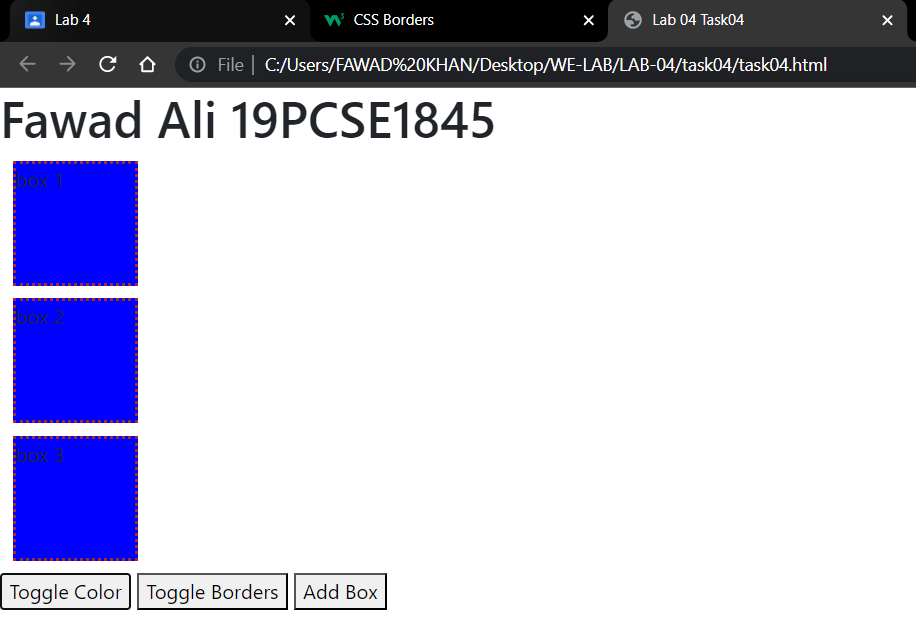 Lab 4
CSS Borders
Lab 04 Task04
File | C:/Users/FAWAD%20KHAN/Desktop/WE-LAB/LAB-04/task04/task04.html
Fawad Ali 19PCSE1845
box 1
box 2
box 3
Toggle Color Toggle Borders Add Box